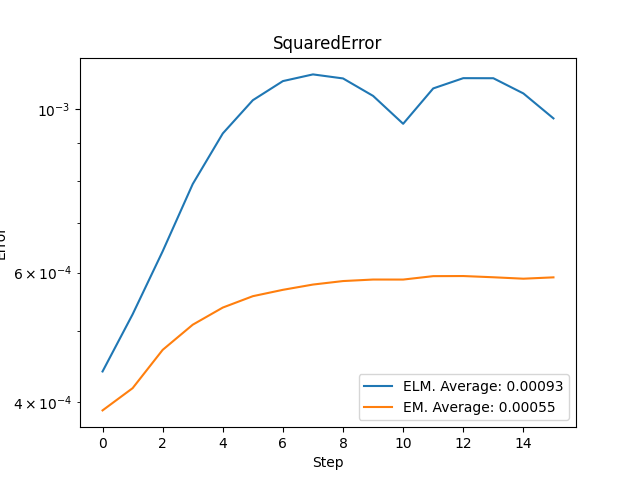 SquaredError
10^{-3}
6 × 10^{-4}
4 × 10^{-4}
Error
0 2 4 6 8 10 12 14
Step
ELM. Average: 0.00093
EM. Average: 0.00055